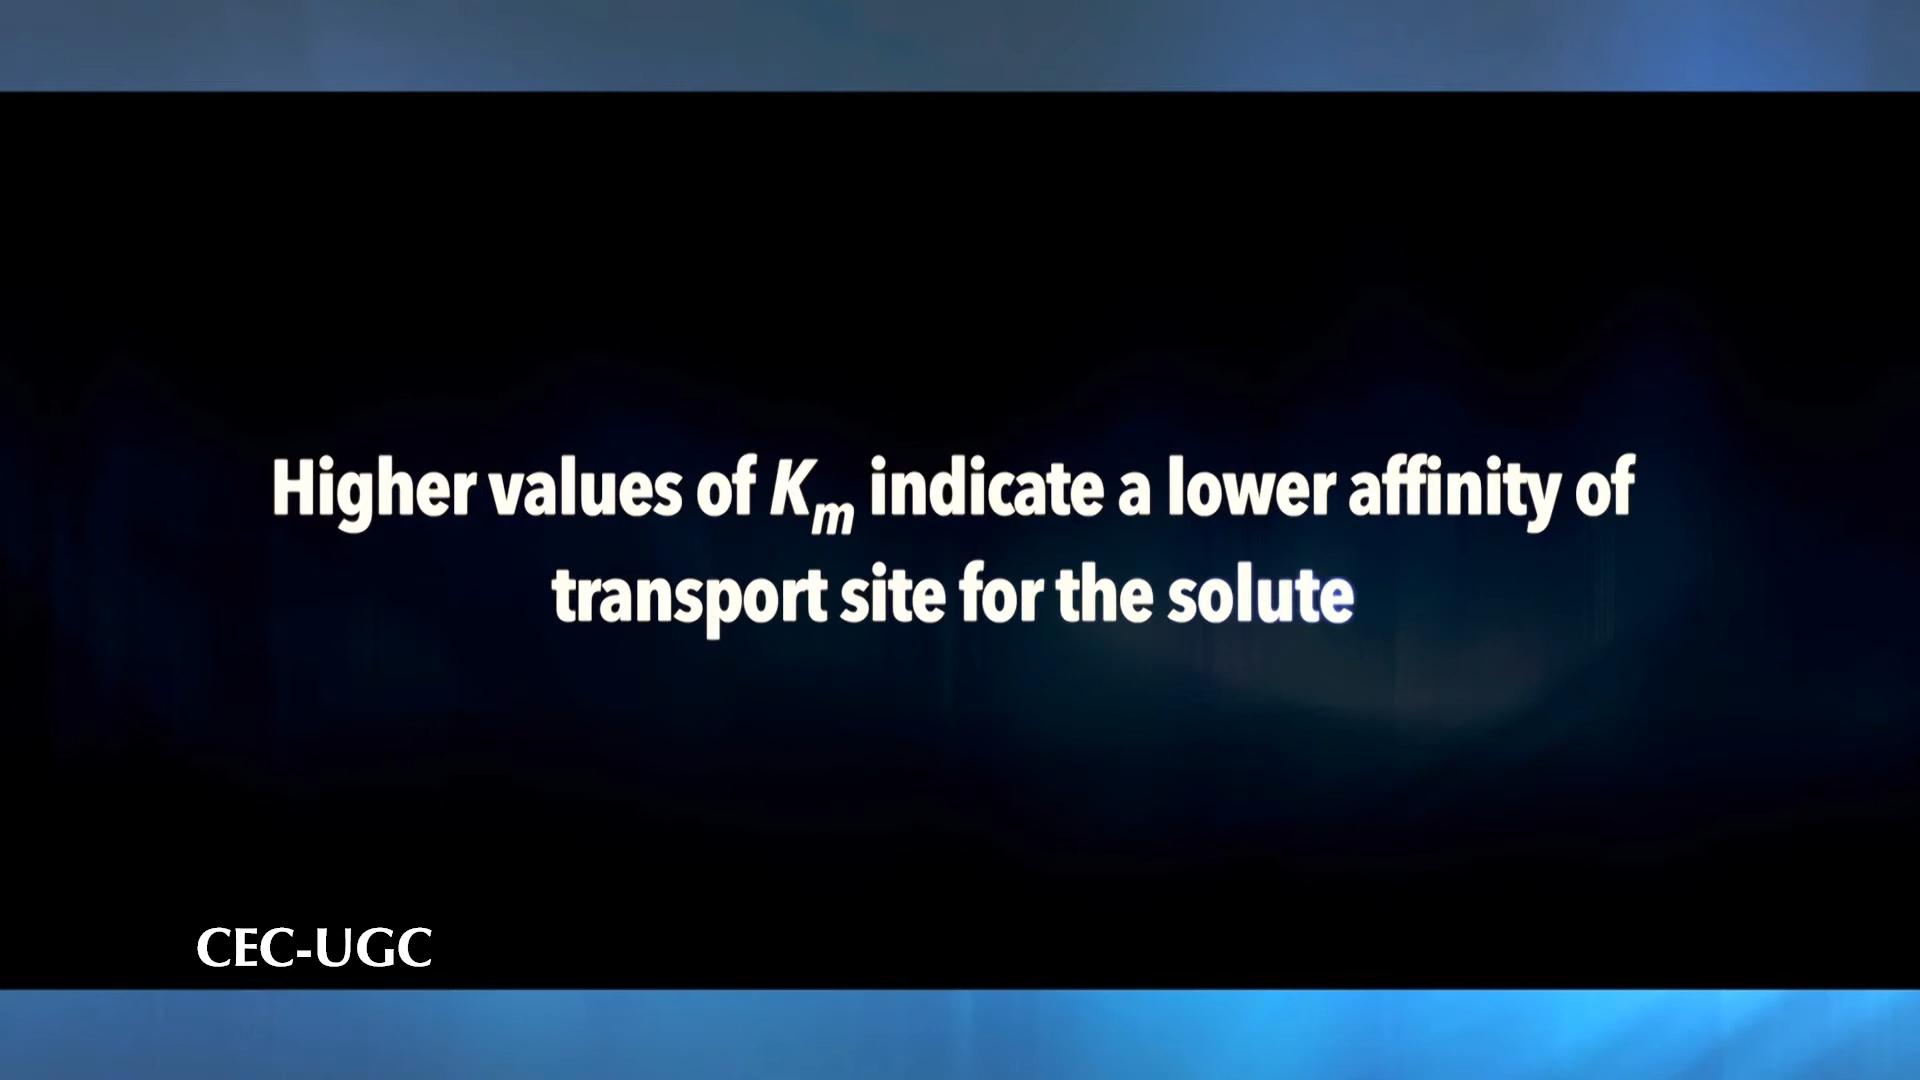 Higher values of Km indicate a lower affinity of
transport site for the solute
CEC-UGC